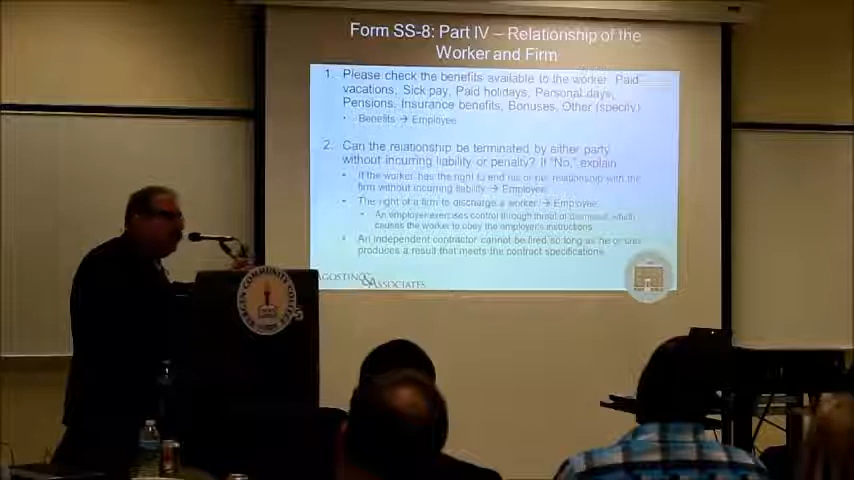 Form SS-8: Part IV – Relationship of the
Worker and Firm
1. Please check the benefits available to the worker. Paid
vacations, Sick pay, Paid holidays, Personal days,
Pensions, Insurance benefits, Bonuses, Other (specify)
• Benefits → Employee
2. Can the relationship be terminated by either party
without incurring liability or penalty? If "No," explain
• If the worker has the right to end his or her relationship with the
firm without incurring liability → Employee
• The right of a firm to discharge a worker → Employee
• An employer exercises control through threat of dismissal, which
causes the worker to obey the employer's instructions
• An independent contractor cannot be fired so long as he or she
produces a result that meets the contract specifications
AGOSTINO & ASSOCIATES
BERGEN COMMUNITY COLLEGE